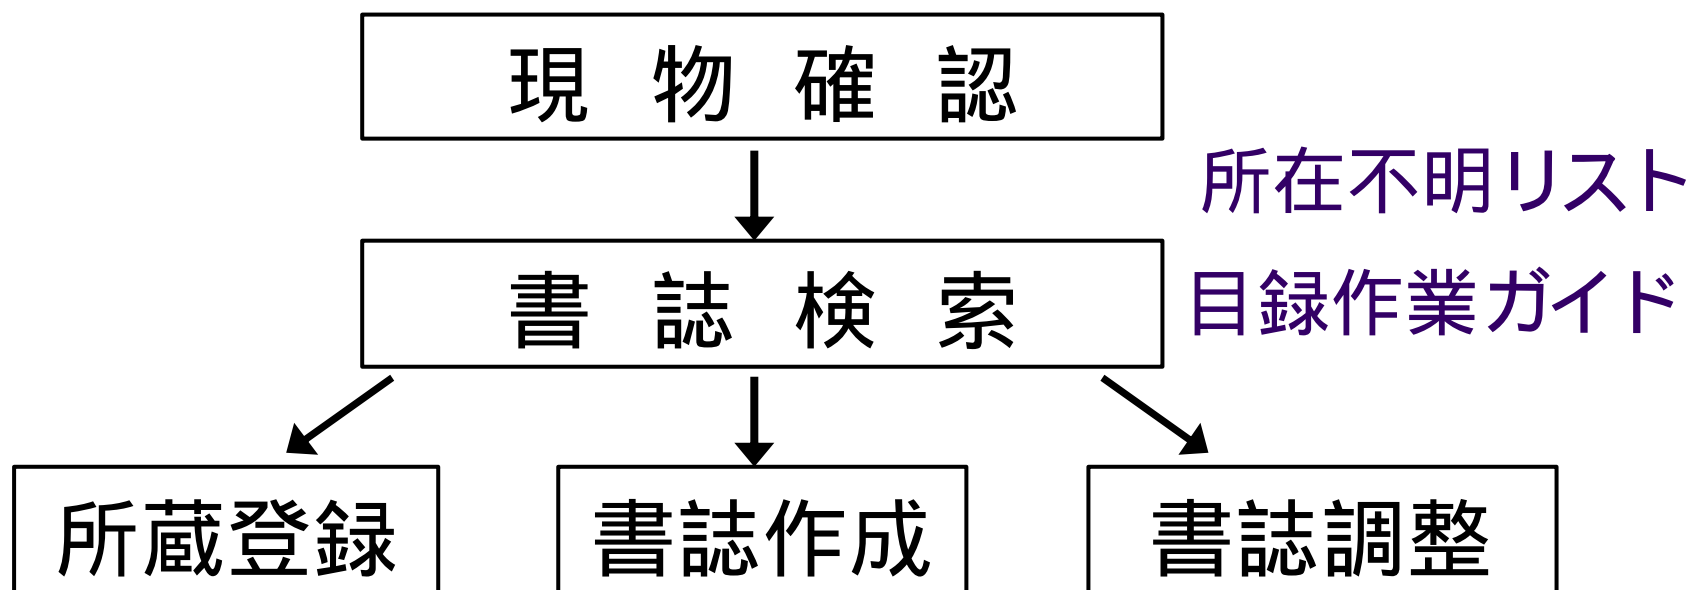 現物確認
所在不明リスト
書誌検索
目録作業ガイド
所蔵登録
書誌作成
書誌調整